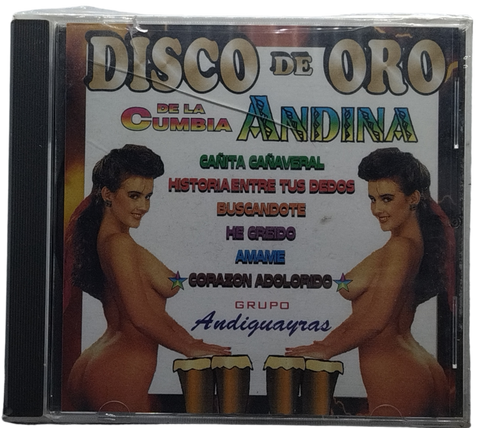 DISCO DE ORO
DE LA
CUMBIA ANDINA
CAÑITA CAÑAVERAL
HISTORIA ENTRE TUS DEDOS
BUSCANDOTE
HE CREIDO
AMAME
CORAZON ADOLORIDO
GRUPO
Andiguayras